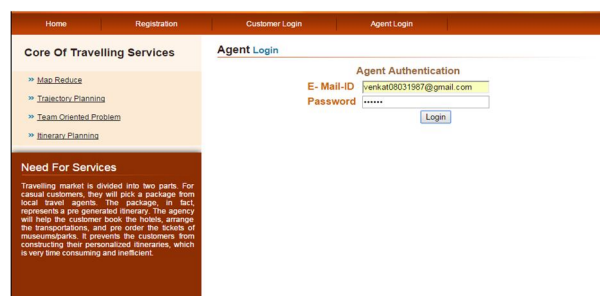 Home Registration Customer Login Agent Login
Core Of Travelling Services
» Map Reduce
» Trajectory Planning
» Team Oriented Problem
» Itinerary Planning
Need For Services
Travelling market is divided into two parts. For
casual customers, they will pick a package from
local travel agents. The package, in fact,
represents a pre generated itinerary. The agency
will help the customer book the hotels, arrange
the transportations, and pre order the tickets of
museums/parks. It prevents the customers from
constructing their personalized itineraries, which
is very time consuming and inefficient.
Agent Login
Agent Authentication
E- Mail-ID venkat08031987@gmail.com
Password ••••••
Login